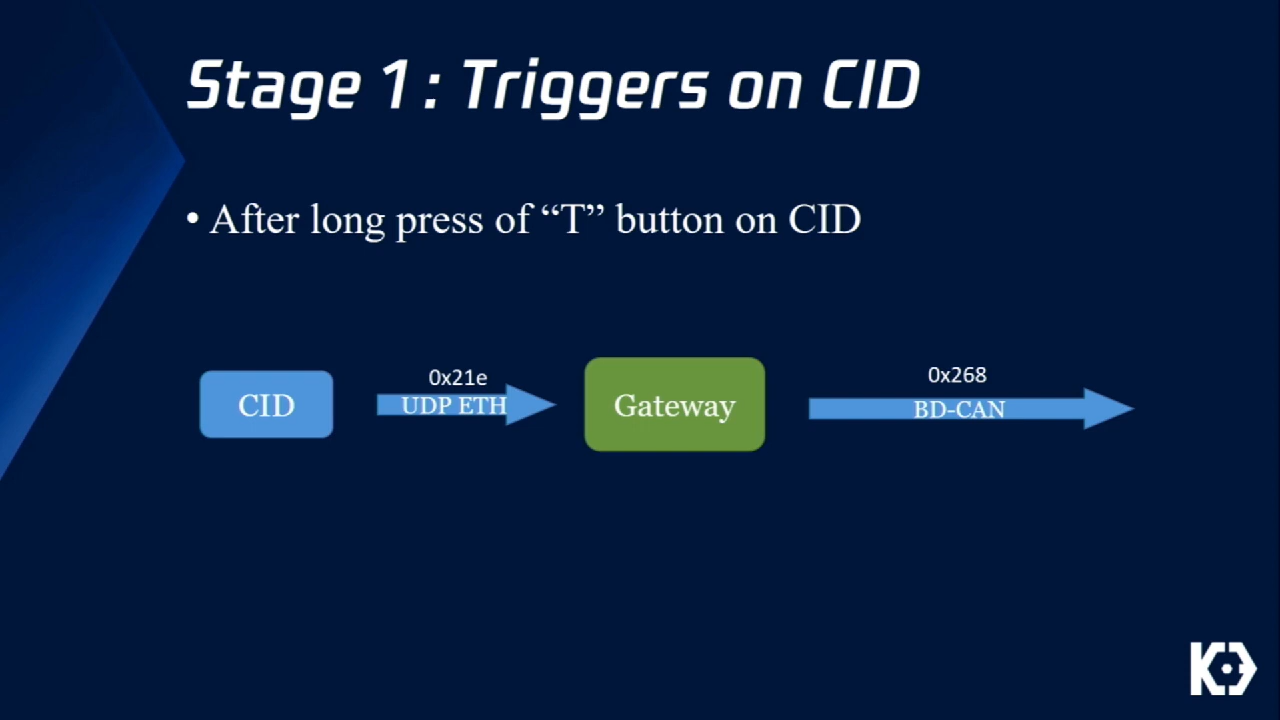 Stage 1: Triggers on CID
• After long press of “T” button on CID
CID
0x21e
UDP ETH
Gateway
0x268
BD-CAN